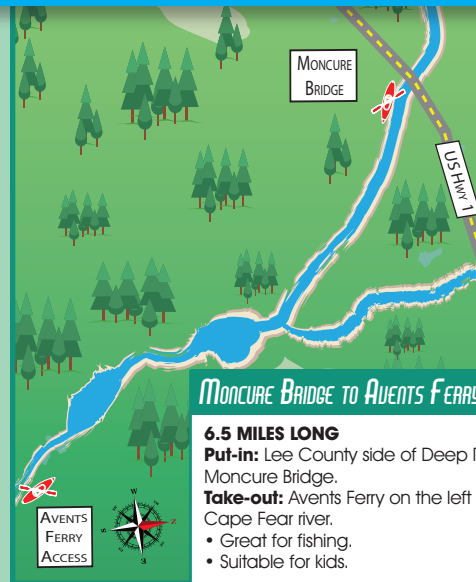 MONCURE
BRIDGE
US HWY 1
MONCURE BRIDGE TO AVENTS FERRY
6.5 MILES LONG
Put-in: Lee County side of Deep
Moncure Bridge.
Take-out: Avents Ferry on the left
Cape Fear river.
• Great for fishing.
• Suitable for kids.
AVENTS
FERRY
ACCESS
W
S
N
E